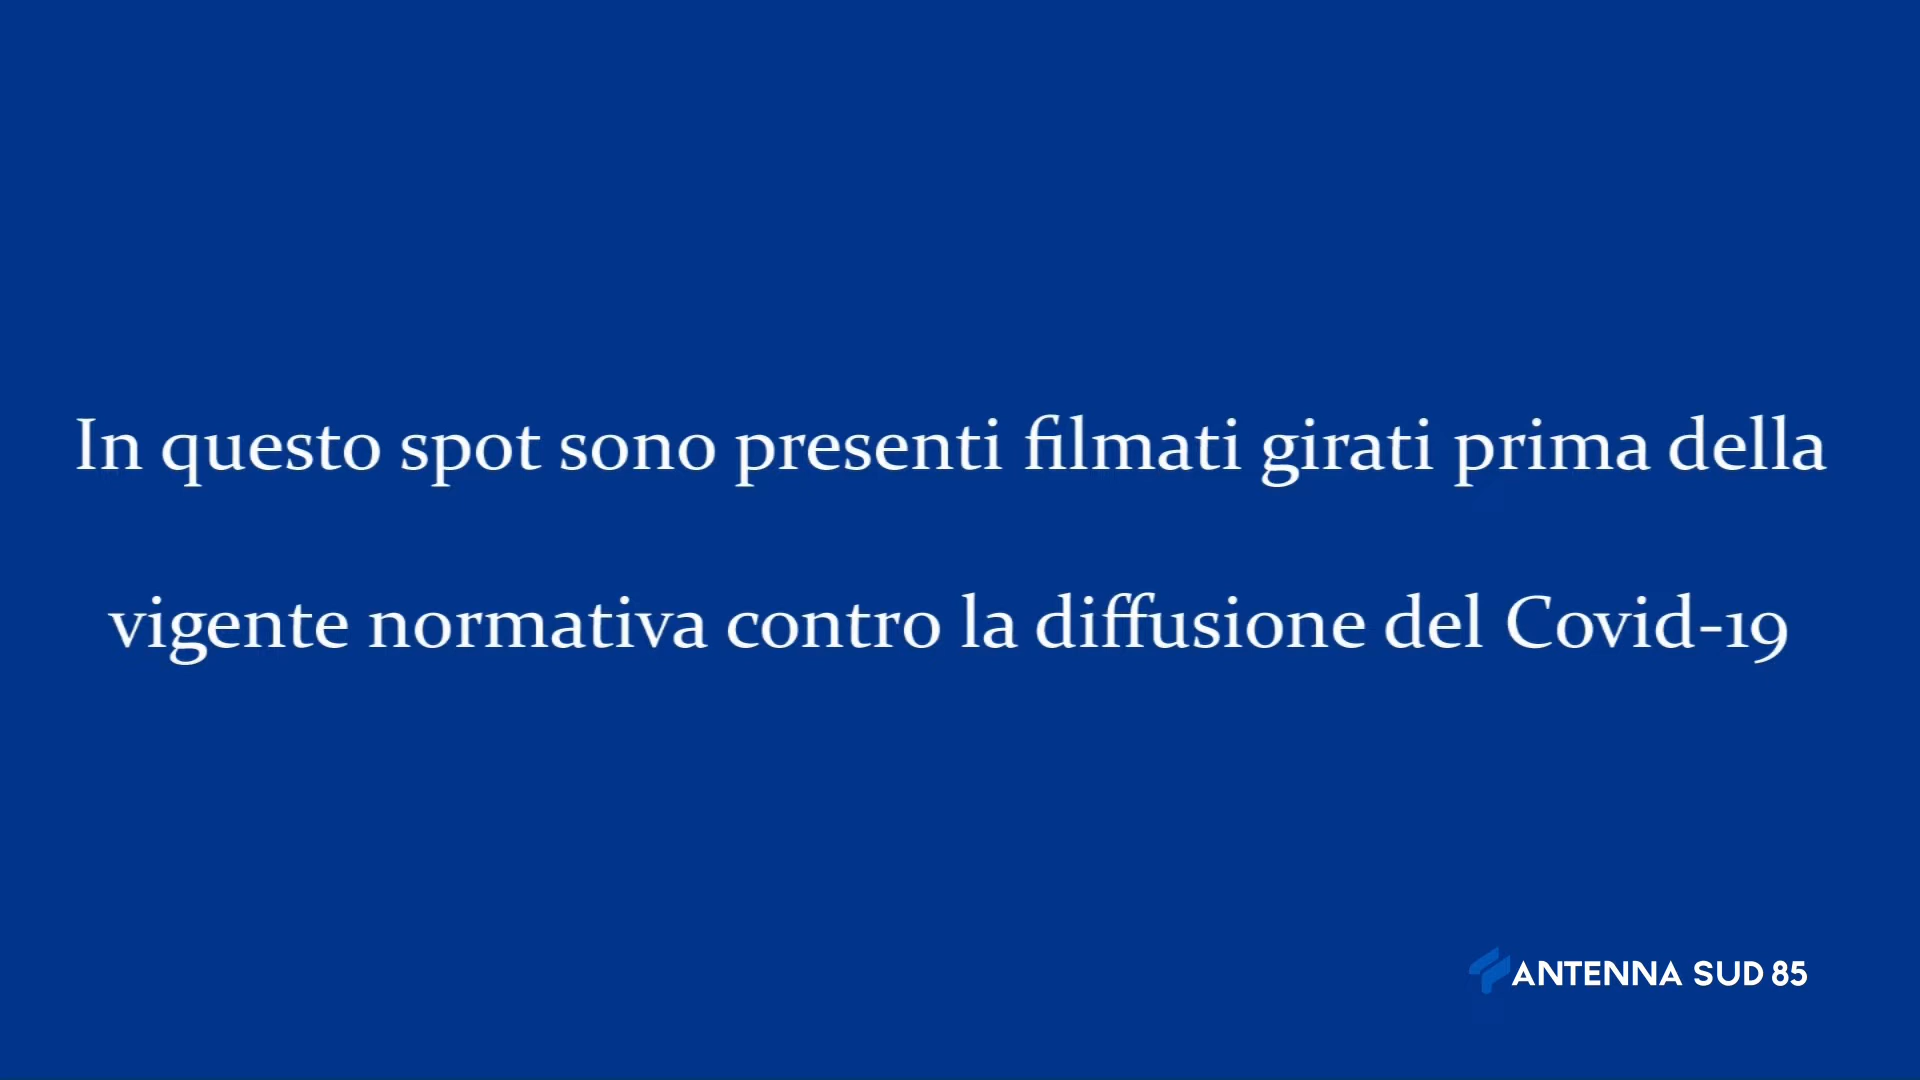 In questo spot sono presenti filmati girati prima della
vigente normativa contro la diffusione del Covid-19
ANTENNA SUD 85